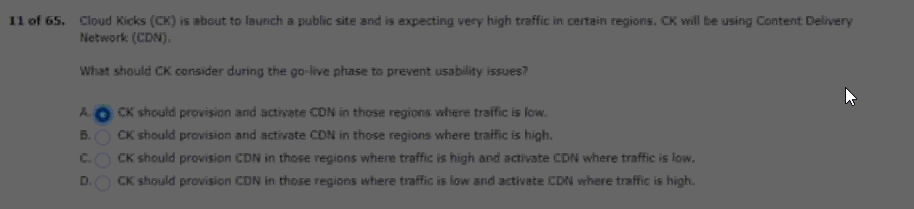 11 of 65. Cloud Kicks (CK) is about to launch a public site and is expecting very high traffic in certain regions. CK will be using Content Delivery
Network (CDN).
What should CK consider during the go-live phase to prevent usability issues?
A. CK should provision and activate CDN in those regions where traffic is low.
B. CK should provision and activate CDN in those regions where traffic is high.
C. CK should provision CDN in those regions where traffic is high and activate CDN where traffic is low.
D. CK should provision CDN in those regions where traffic is low and activate CDN where traffic is high.